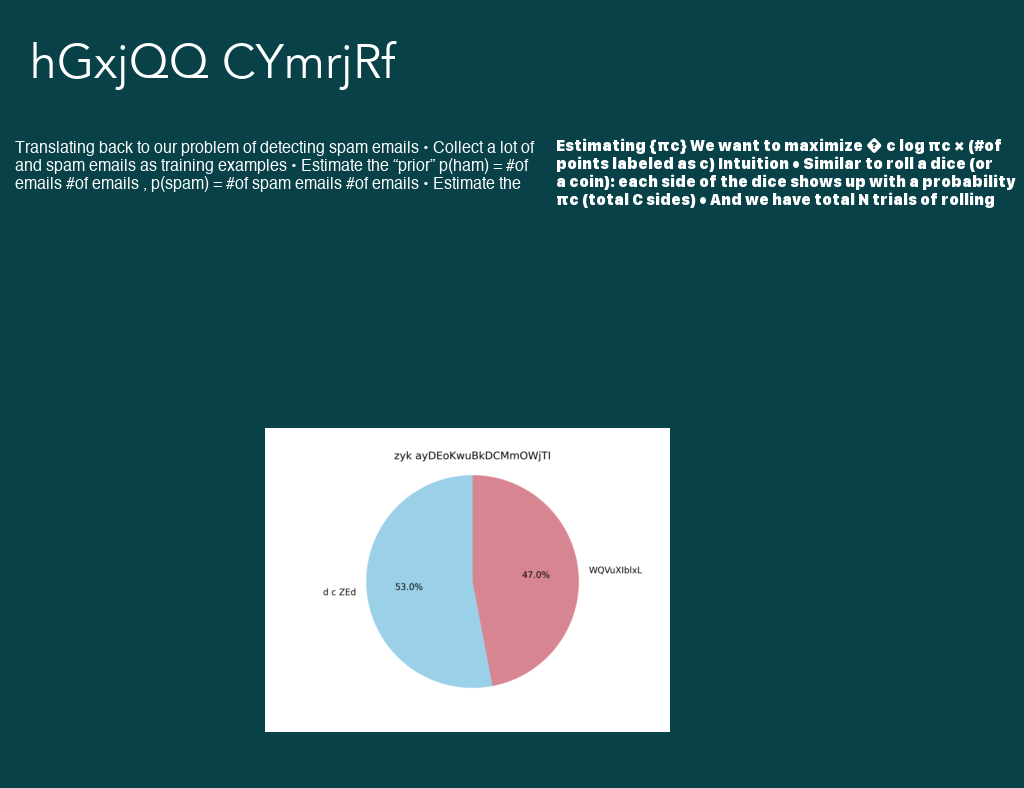 hGxjQQ CYmrjRf
Translating back to our problem of detecting spam emails • Collect a lot of
and spam emails as training examples • Estimate the “prior” p(ham) = #of
emails #of emails , p(spam) = #of spam emails #of emails • Estimate the
Estimating {πc} We want to maximize � c log πc × (#of
points labeled as c) Intuition • Similar to roll a dice (or
a coin): each side of the dice shows up with a probability
πc (total C sides) • And we have total N trials of rolling
zyk ayDEoKwuBkDCMmOWjTI
47.0%
53.0%
d c ZEd